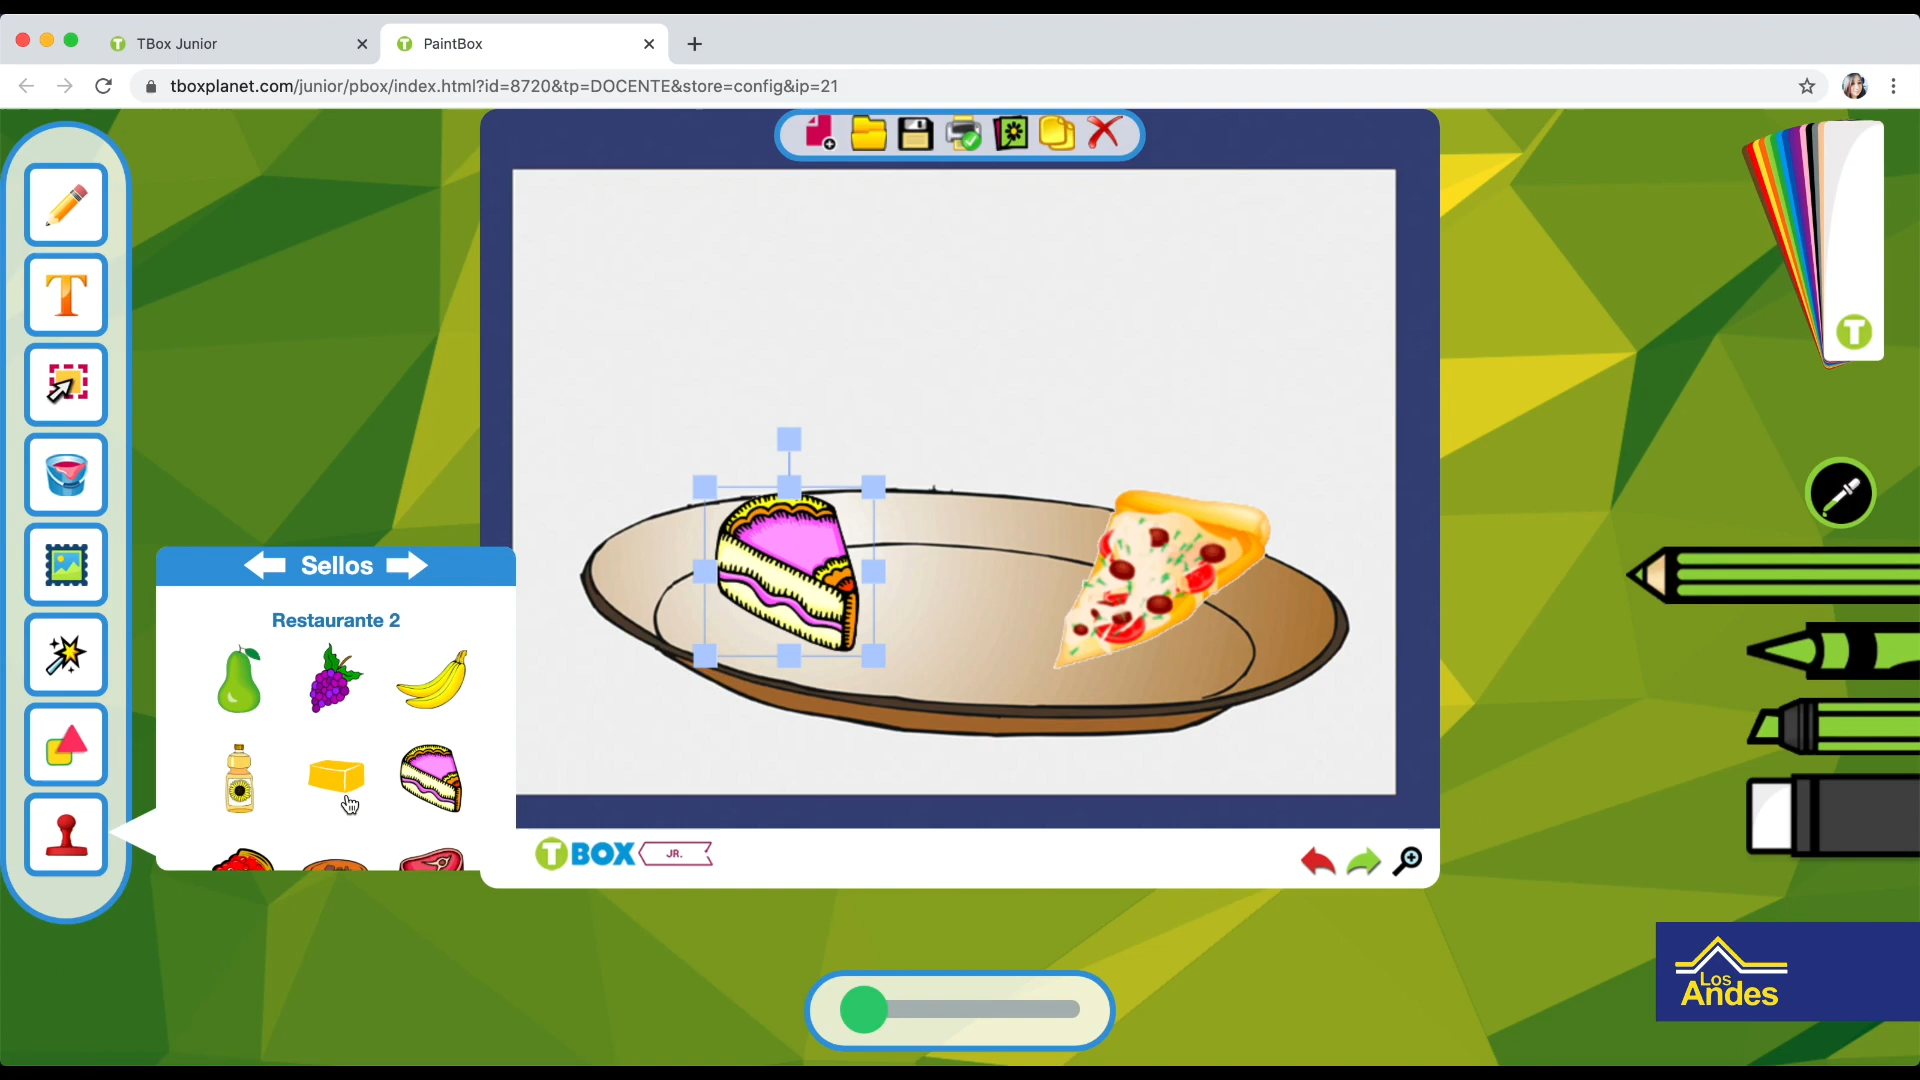 TBox Junior
PaintBox
tboxplanet.com/junior/pbox/index.html?id=8720&tp=DOCENTE&store=config&ip=21
T
T
Sellos
Restaurante 2
T BOX JR.
Los
Andes